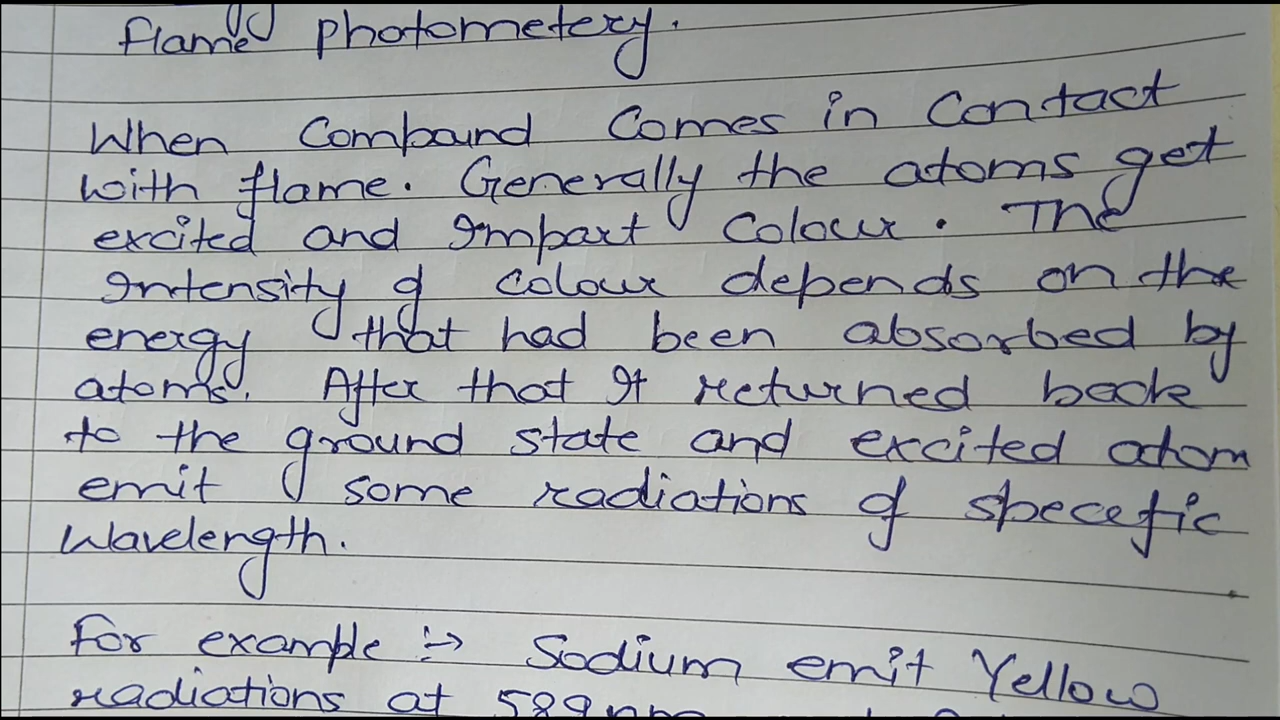 flame photometery.
When Compound Comes in Contact
with flame. Generally the atoms get
excited and Impart Colour. The
Intensity of colour depends on the
energy that had been absorbed by
atoms. After that It returned back
to the ground state and excited atom
emit some radiations of specefic
Wavelength.
For example :-> Sodium emit Yellow
radiations at 589nm